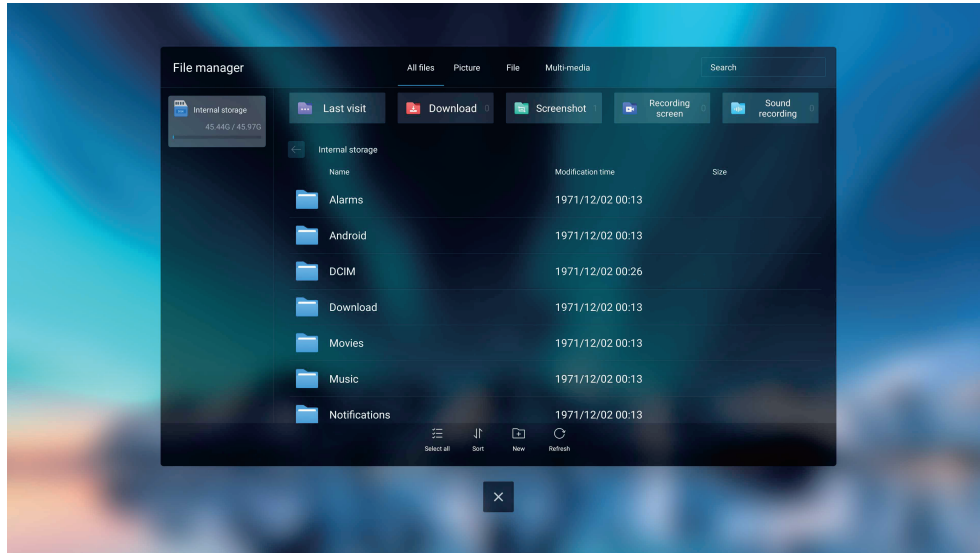 File manager
All files
Picture
File
Multi-media
Search
Internal storage
45.44G / 45.97G
Last visit
Download 0
Screenshot 1
Recording
screen 0
Sound
recording 0
Internal storage
Name Modification time Size
Alarms 1971/12/02 00:13
Android 1971/12/02 00:13
DCIM 1971/12/02 00:26
Download 1971/12/02 00:13
Movies 1971/12/02 00:13
Music 1971/12/02 00:13
Notifications 1971/12/02 00:13
Select all
Sort
New
Refresh